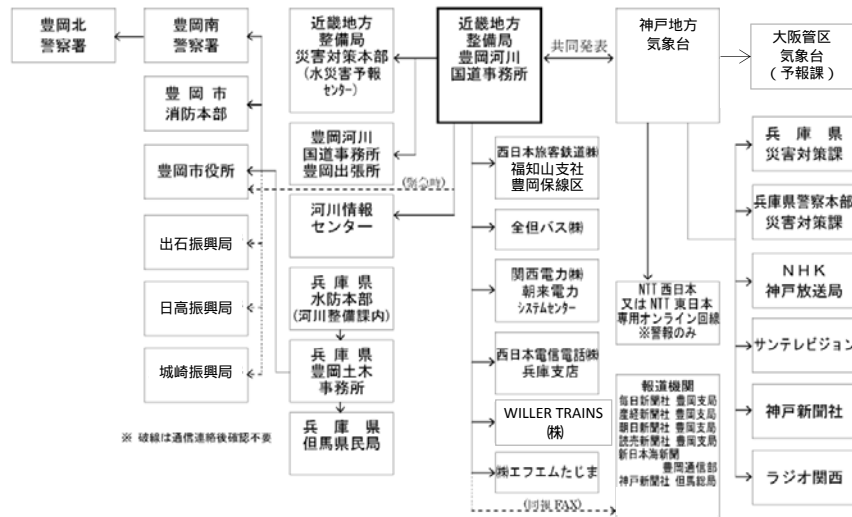 豊岡北
警察署
豊岡南
警察署
近畿地方
整備局
災害対策本部
(水災害予報
センター)
近畿地方
整備局
豊岡河川
国道事務所
共同発表
神戸地方
気象台
大阪管区
気象台
(予報課)
豊岡市
消防本部
豊岡河川
国道事務所
豊岡出張所
豊岡市役所
(緊急時)
出石振興局
日高振興局
城崎振興局
河川情報
センター
兵庫県
水防本部
(河川整備課内)
兵庫県
豊岡土木
事務所
兵庫県
但馬県民局
※ 破線は通信連絡後確認不要
西日本旅客鉄道㈱
福知山支社
豊岡保線区
全但バス㈱
関西電力㈱
朝来電力
システムセンター
西日本電信電話㈱
兵庫支店
WILLER TRAINS
㈱
㈱エフエムたじま
(同報FAX)
NTT 西日本
又は NTT 東日本
専用オンライン回線
※警報のみ
報道機関
毎日新聞社 豊岡支局
産経新聞社 豊岡支局
朝日新聞社 豊岡支局
読売新聞社 豊岡支局
新日本海新聞
豊岡通信部
神戸新聞社 但馬総局
兵庫県
災害対策課
兵庫県警察本部
災害対策課
NHK
神戸放送局
サンテレビジョン
神戸新聞社
ラジオ関西